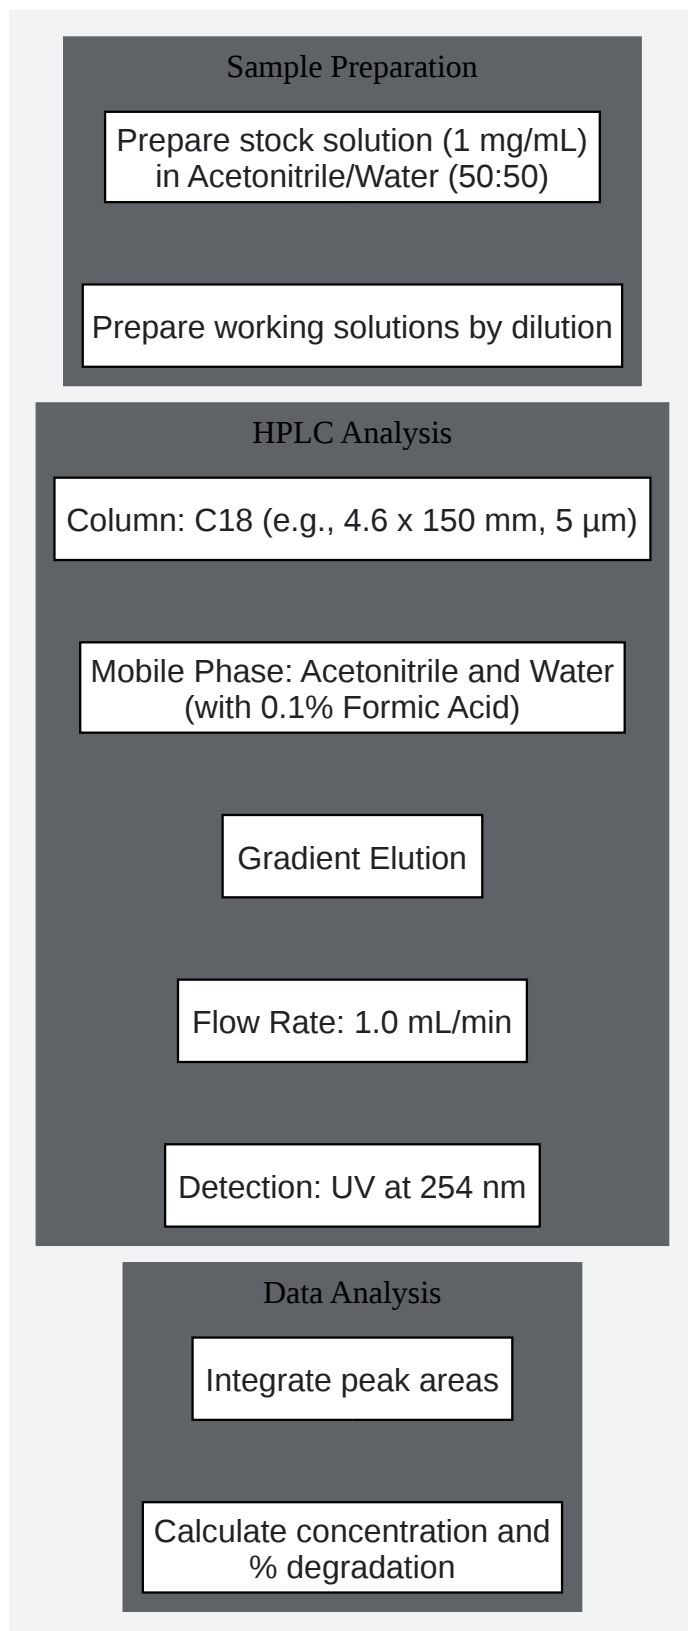 Sample Preparation
Prepare stock solution (1 mg/mL)
in Acetonitrile/Water (50:50)
Prepare working solutions by dilution
HPLC Analysis
Column: C18 (e.g., 4.6 x 150 mm, 5 µm)
Mobile Phase: Acetonitrile and Water
(with 0.1% Formic Acid)
Gradient Elution
Flow Rate: 1.0 mL/min
Detection: UV at 254 nm
Data Analysis
Integrate peak areas
Calculate concentration and
% degradation